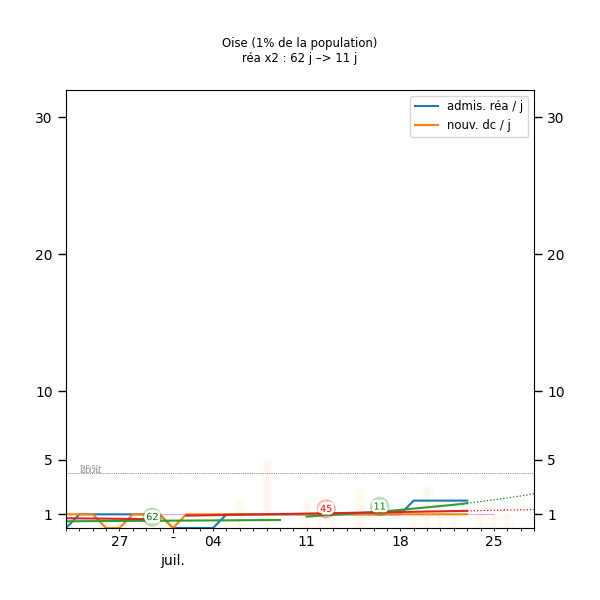 Oise (1% de la population)
réa x2 : 62 j –> 11 j
admis. réa / j
nouv. dc / j
30 30
20 20
10 10
5 5
1 1
62
45
11
27 - 04 11 18 25
juil.